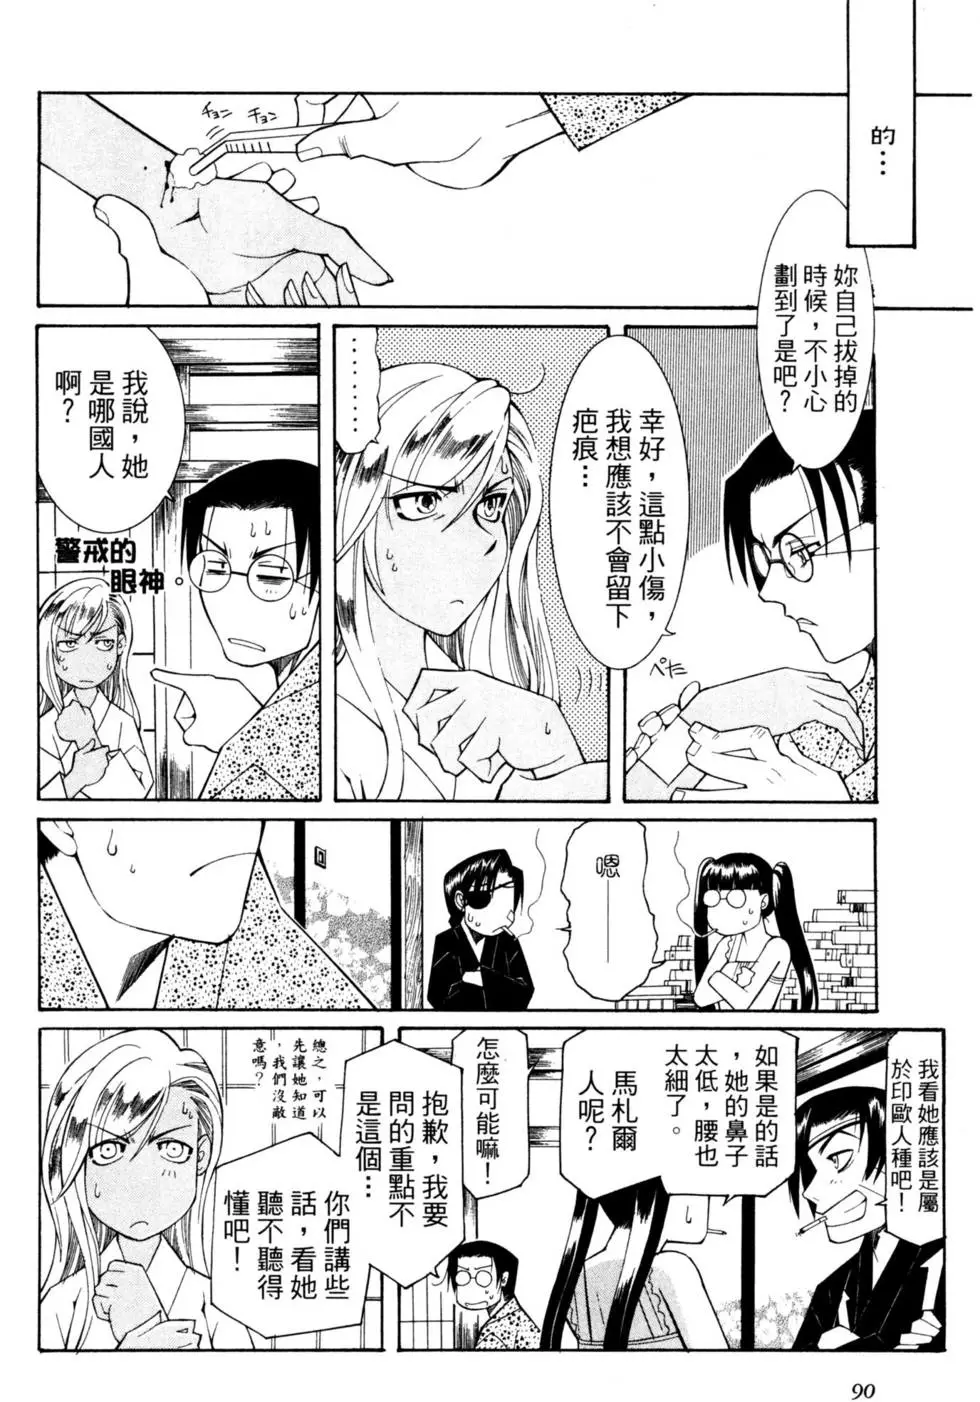 的…
妳自己拔掉的
時候，不小心
劃到了是吧？
チョン
チョン
幸好，這點小傷，
我想應該不會留下
疤痕…
ぺた
………
我說，她
是哪國人
啊？
警戒的
眼神。
嗯——
我看她應該是屬
於印歐人種吧！
如果是的話
，她的鼻子
太低，腰也
太細了。
馬札爾
人呢？
怎麼可能嘛！
抱歉，我要
問的重點不
是這個…
你們講些
話，看她
聽不聽得
懂吧！
總之，可以
先讓她知道
，我們沒敵
意嗎？
90